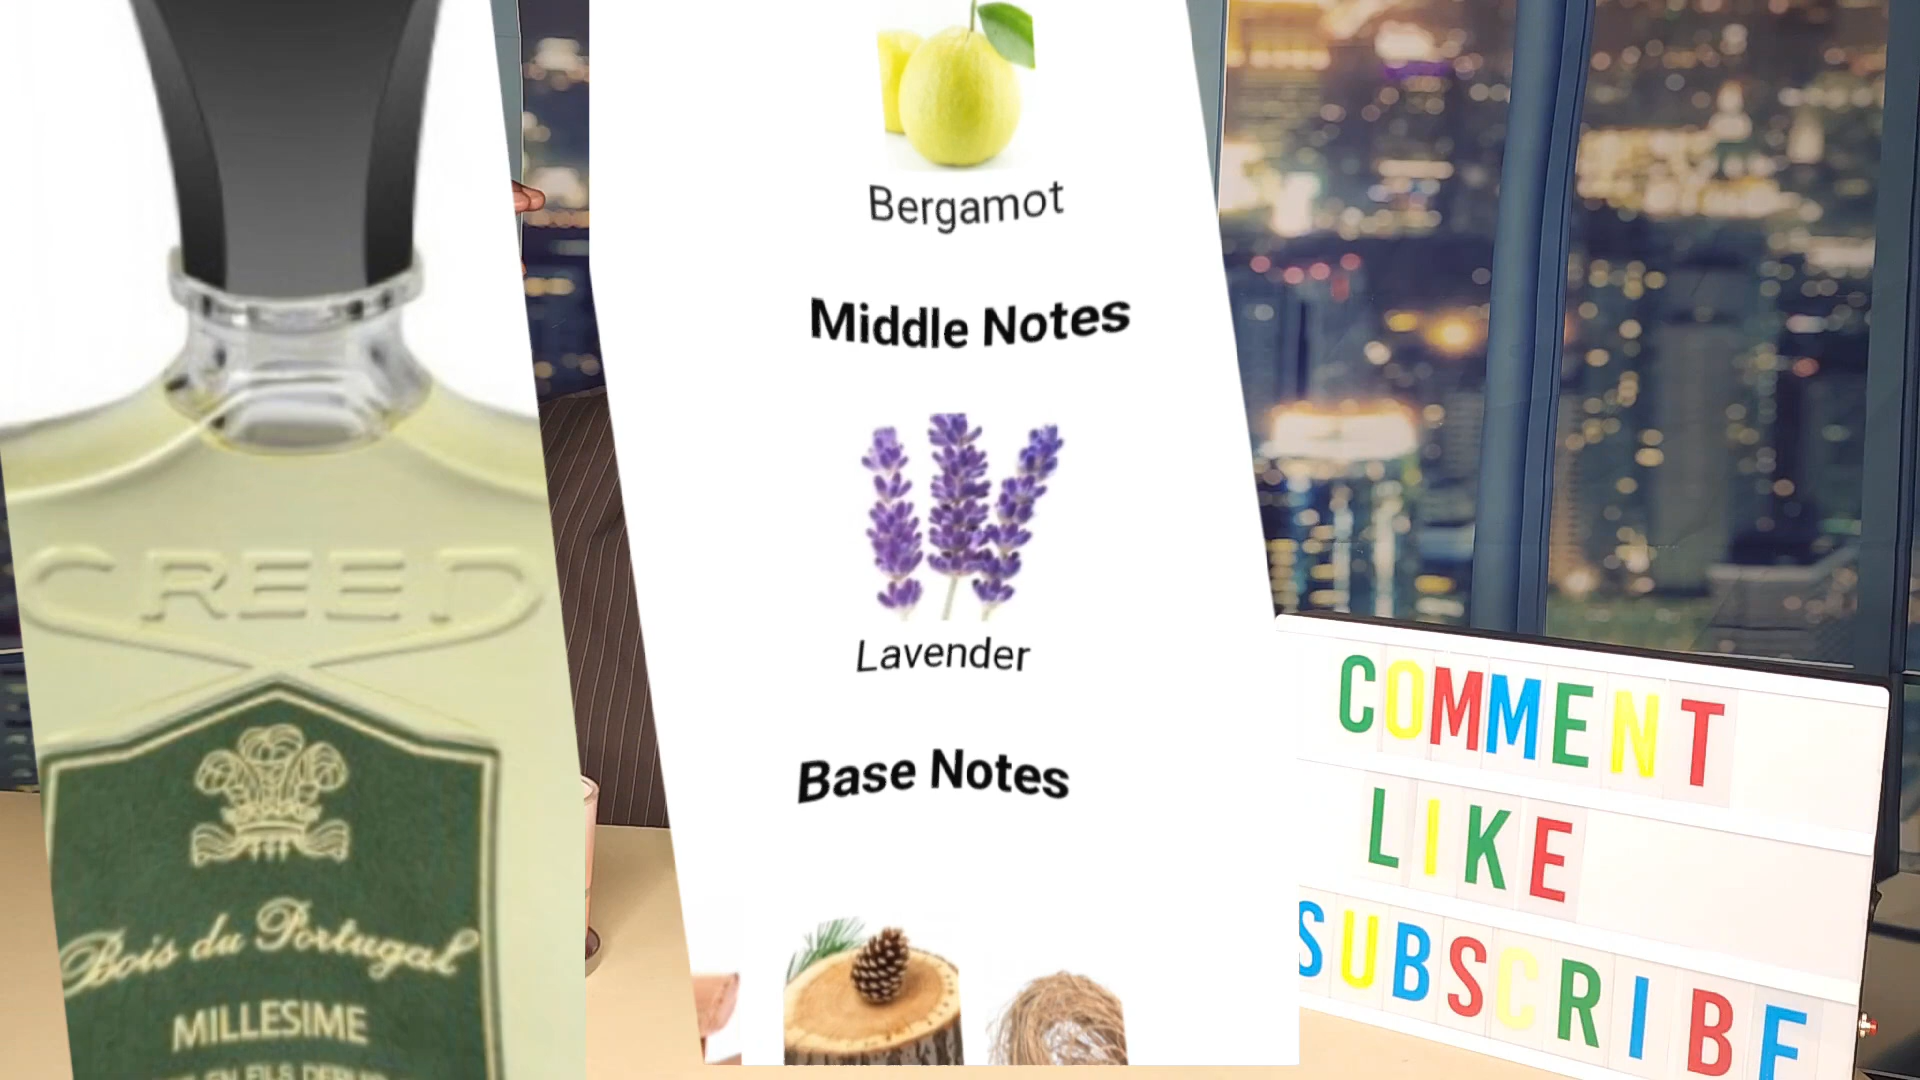 CREED
Bois du Portugal
MILLESIME
Bergamot
Middle Notes
Lavender
Base Notes
COMMENT
LIKE
SUBSCRIBE